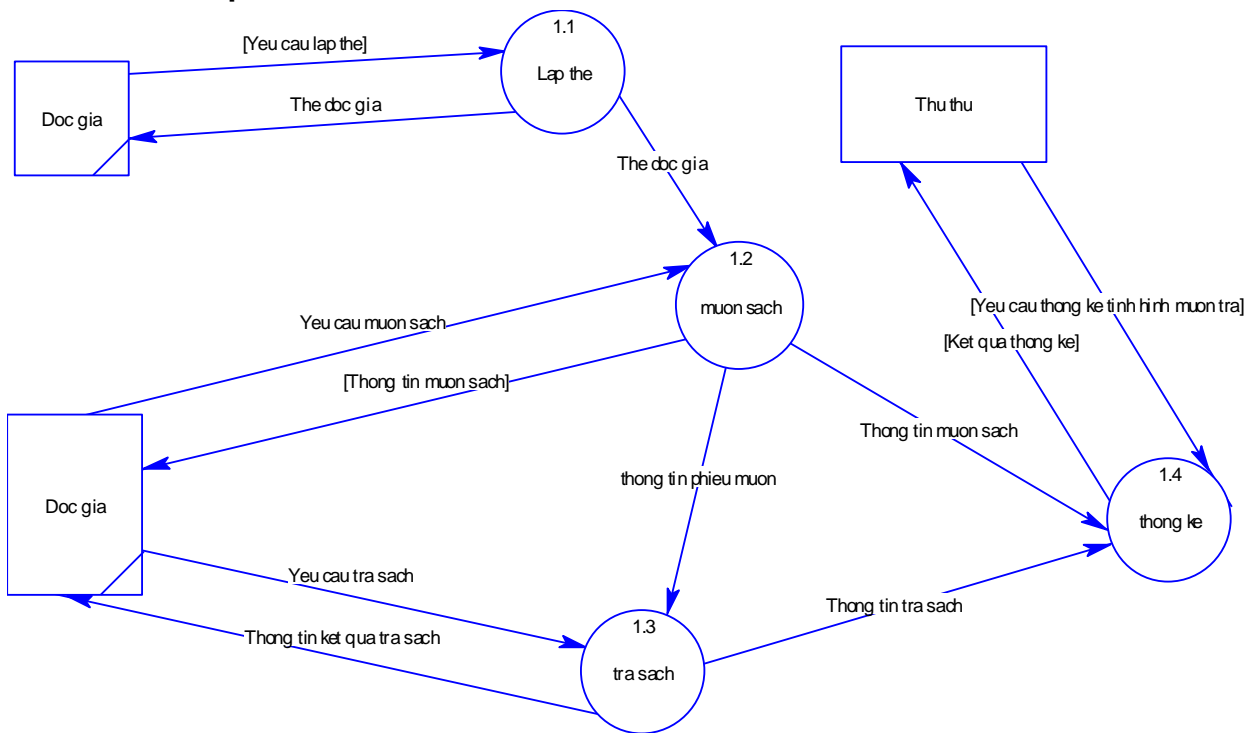 1.1
[Yeu cau lap the]
Lap the
The doc gia
Doc gia
Thu thu
The doc gia
1.2
muon sach
Yeu cau muon sach
[Yeu cau thong ke tinh hinh muon tra]
[Ket qua thong ke]
[Thong tin muon sach]
Thong tin muon sach
thong tin phieu muon
1.4
thong ke
Doc gia
Yeu cau tra sach
Thong tin tra sach
1.3
Thong tin ket qua tra sach
tra sach